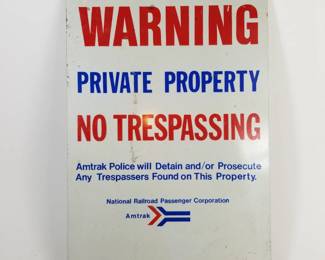 WARNING
PRIVATE PROPERTY
NO TRESPASSING
Amtrak Police will Detain and/or Prosecute
Any Trespassers Found on This Property.
National Railroad Passenger Corporation
Amtrak